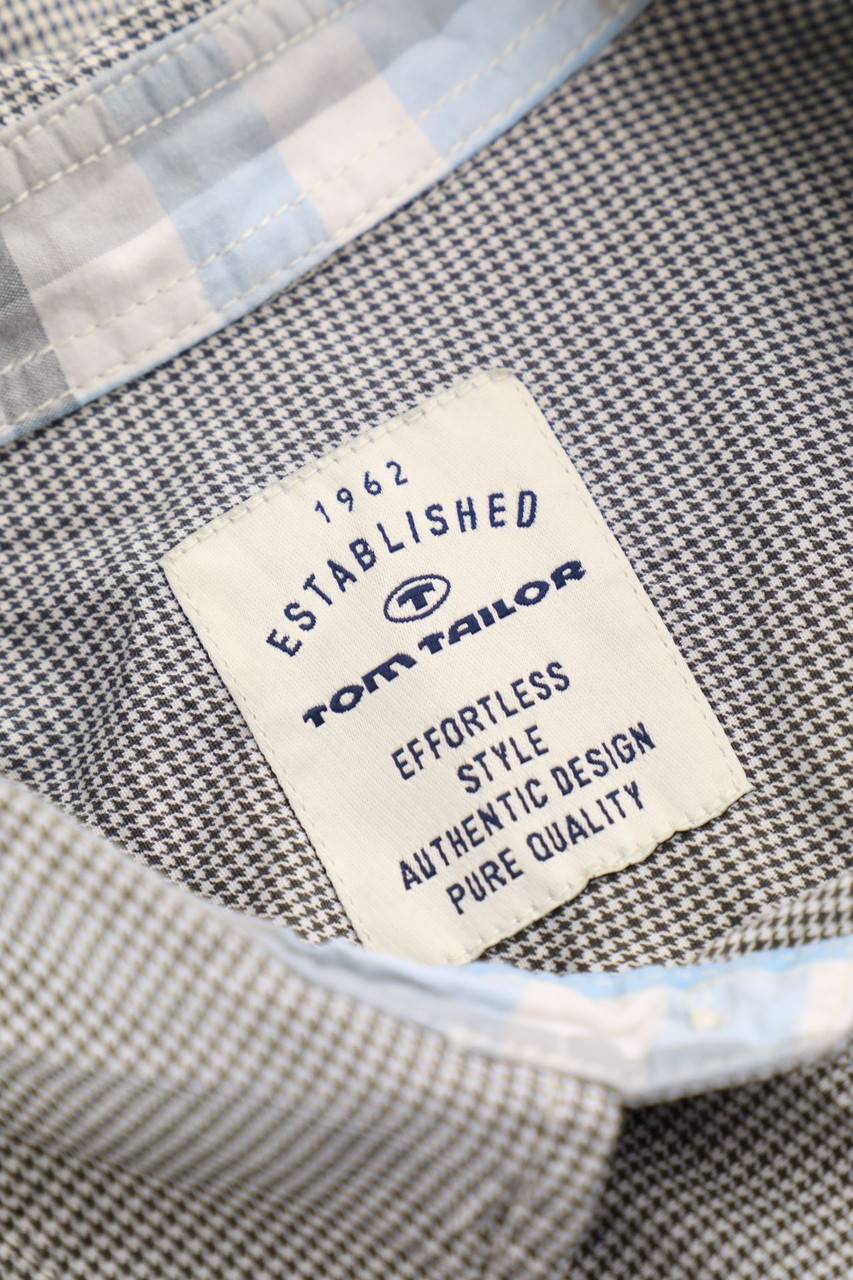 1962
ESTABLISHED
T
TOM TAILOR
EFFORTLESS
STYLE
AUTHENTIC DESIGN
PURE QUALITY